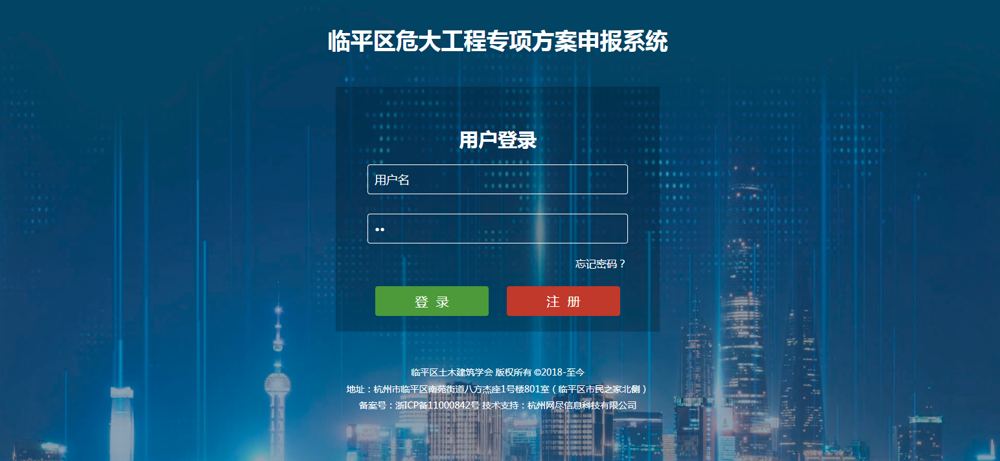 临平区危大工程专项方案申报系统
用户登录
用户名
••
忘记密码？
登 录
注 册
临平区土木建筑学会 版权所有 ©2018-至今
地址：杭州市临平区南苑街道八方杰座1号楼801室（临平区市民之家北侧）
备案号：浙ICP备11000842号 技术支持：杭州网尽信息科技有限公司